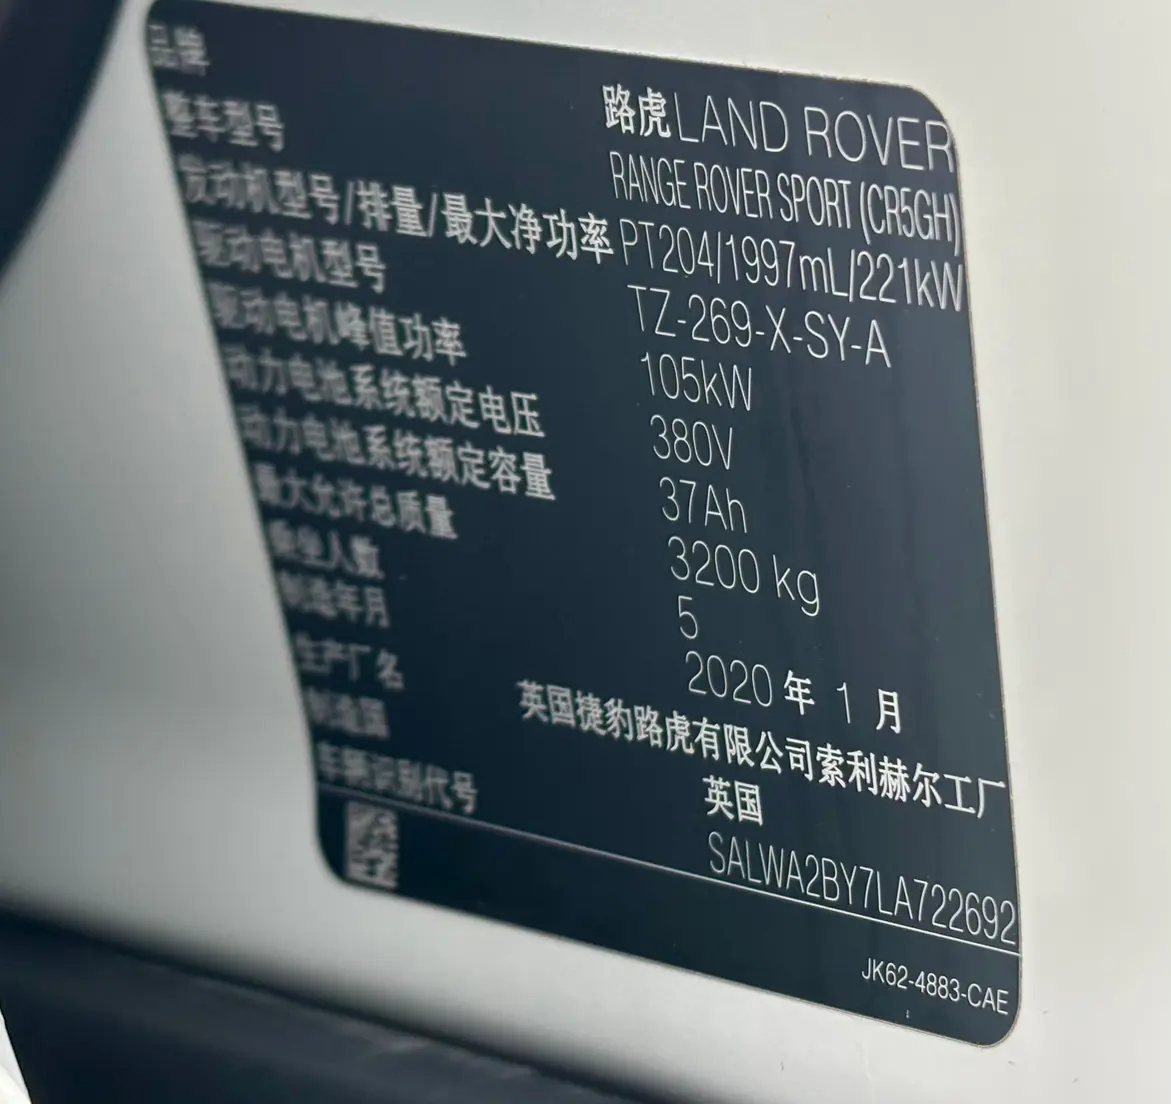 品牌 路虎LAND ROVER
整车型号 RANGE ROVER SPORT (CR5GH)
发动机型号/排量/最大净功率 PT204/1997mL/221kW
驱动电机型号 TZ-269-X-SY-A
驱动电机峰值功率 105kW
动力电池系统额定电压 380V
动力电池系统额定容量 37Ah
最大允许总质量 3200 kg
乘坐人数 5
制造年月 2020 年 1 月
生产厂名 英国捷豹路虎有限公司索利赫尔工厂
制造国 英国
车辆识别代号 SALWA2BY7LA722692
JK62-4883-CAE